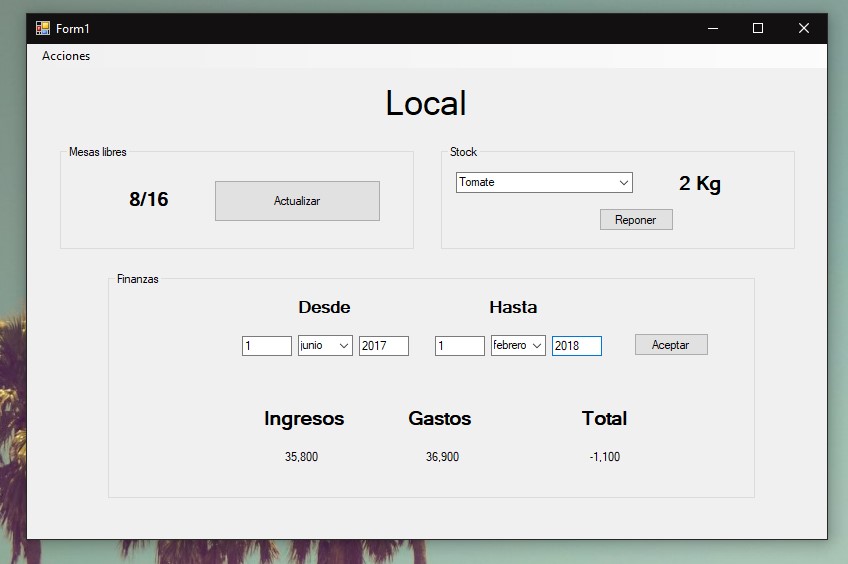 Form1
Acciones
Local
Mesas libres
8/16
Actualizar
Stock
Tomate
2 Kg
Reponer
Finanzas
Desde Hasta
1 junio 2017 1 febrero 2018 Aceptar
Ingresos Gastos Total
35,800 36,900 -1,100